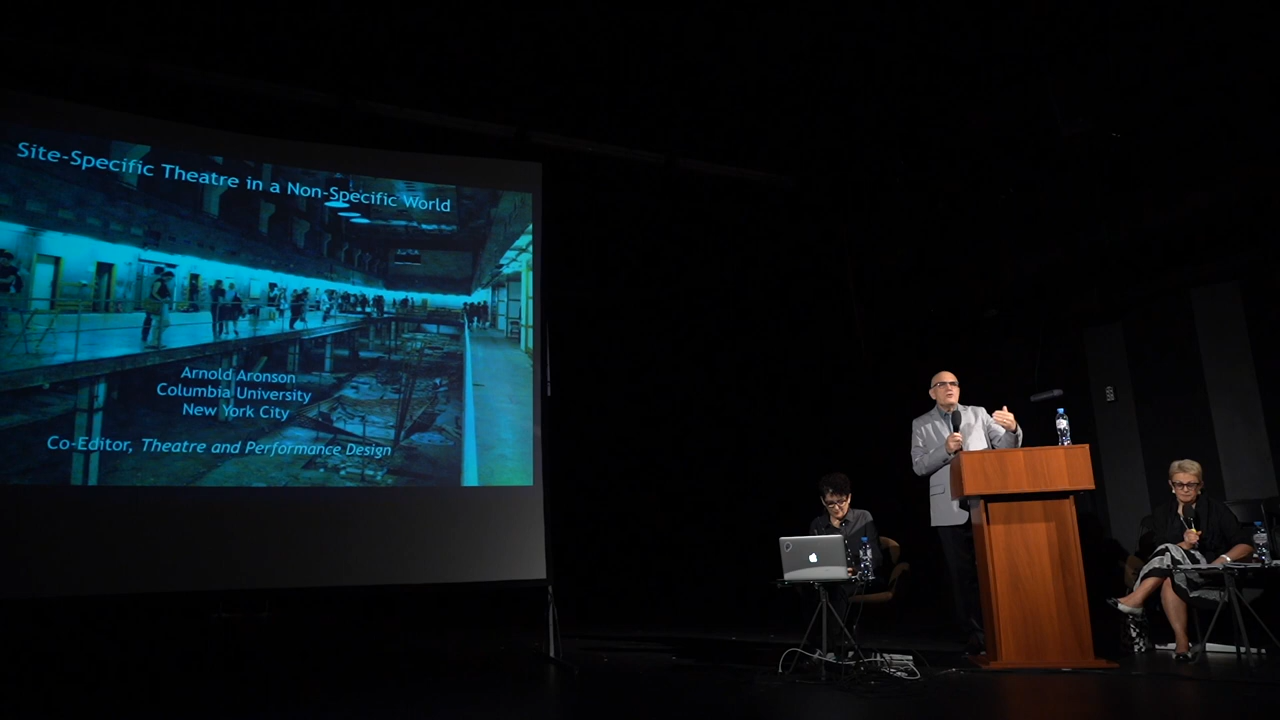 Site-Specific Theatre in a Non-Specific World
Arnold Aronson
Columbia University
New York City
Co-Editor, Theatre and Performance Design